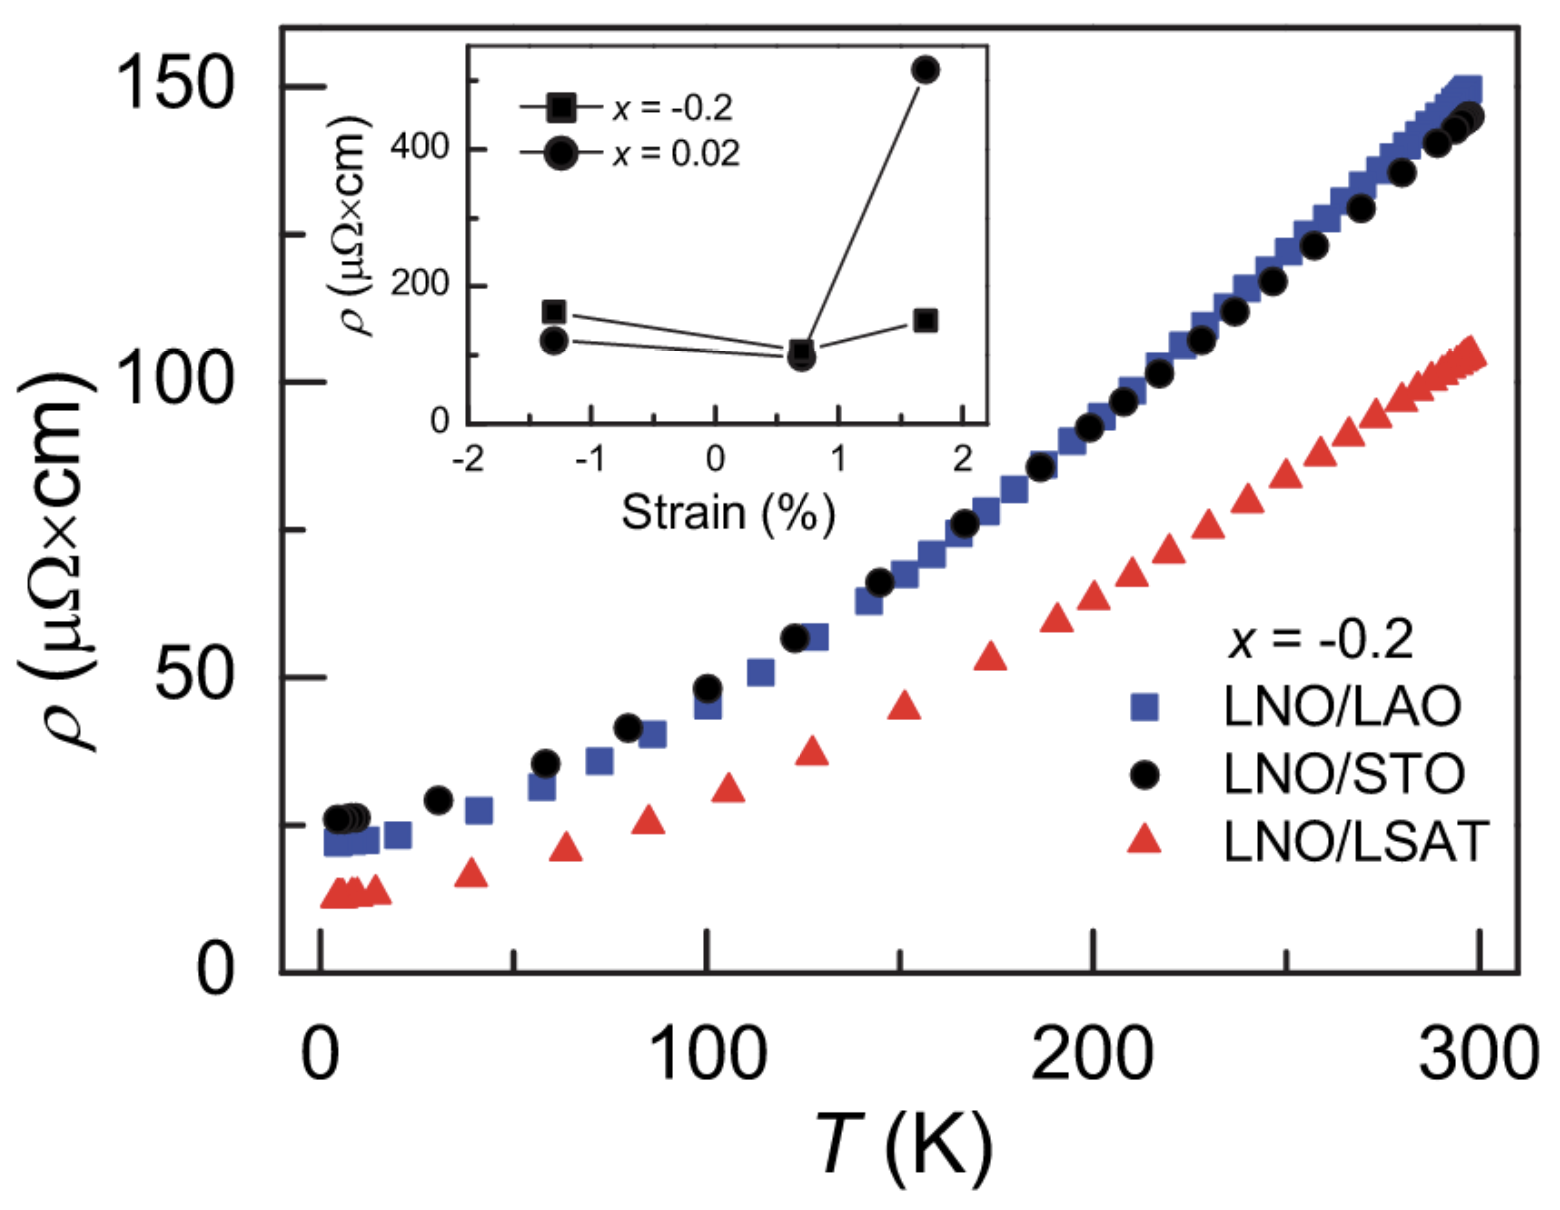 150
100
50
0
ρ (μΩ×cm)
0
100
200
300
T (K)
400
200
0
ρ (μΩ×cm)
-2
-1
0
1
2
Strain (%)
x = -0.2
x = 0.02
x = -0.2
LNO/LAO
LNO/STO
LNO/LSAT